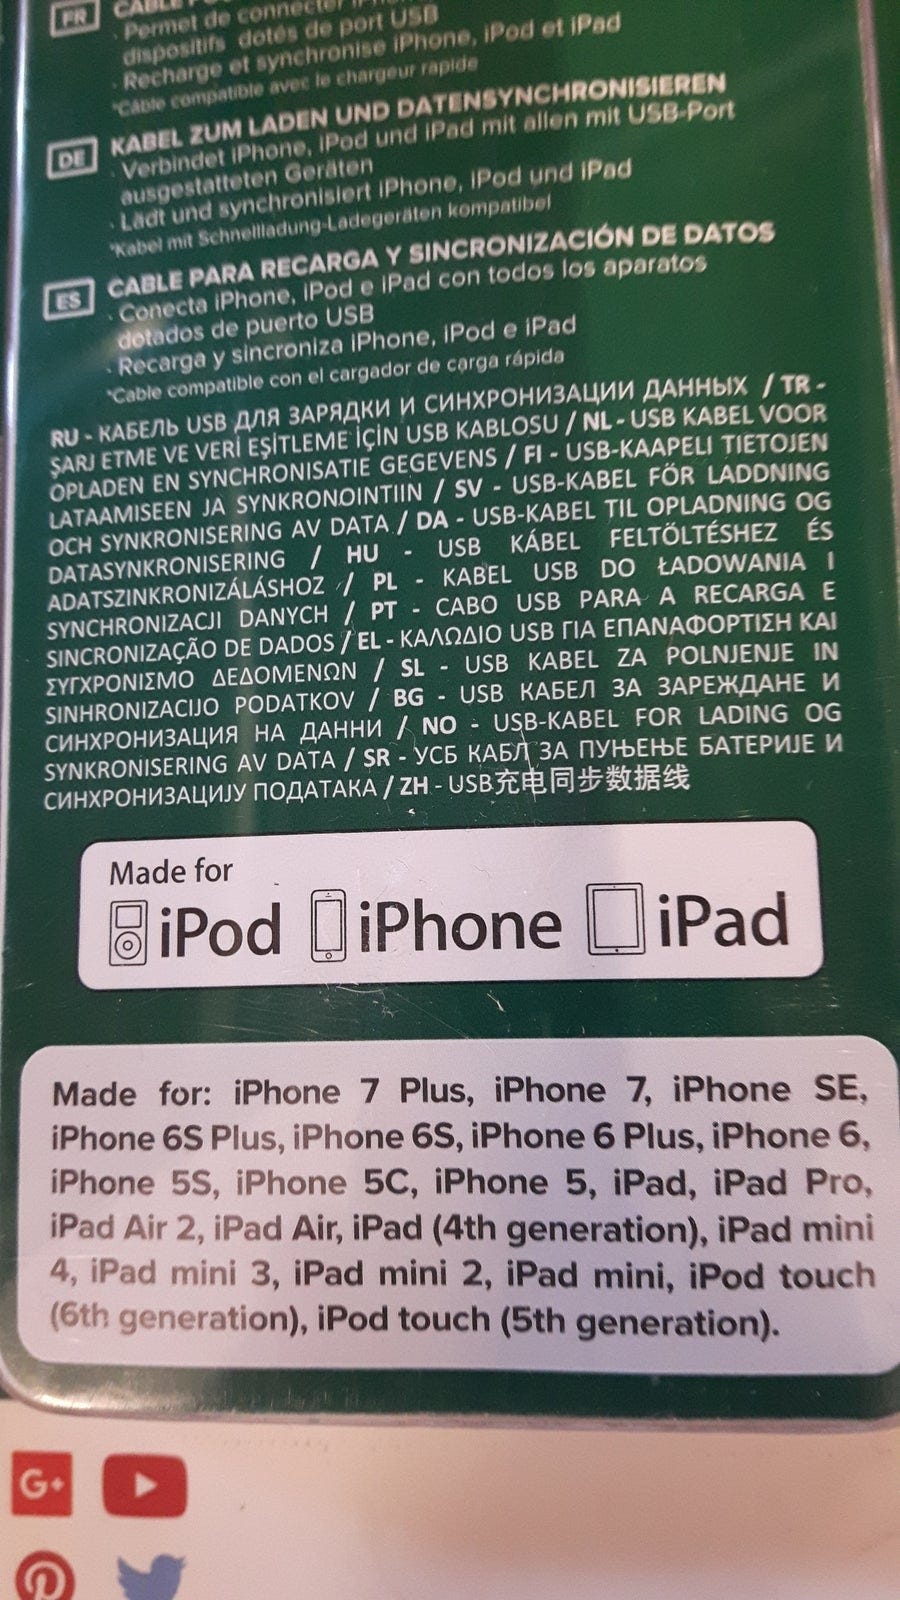 FR
· Permet de connecter
dispositifs dotés de port USB
· Recharge et synchronise iPhone, iPod et iPad
*Câble compatible avec le chargeur rapide
DE KABEL ZUM LADEN UND DATENSYNCHRONISIEREN
· Verbindet iPhone, iPod und iPad mit allen mit USB-Port
ausgestatteten Geräten
· Lädt und synchronisiert iPhone, iPod und iPad
*Kabel mit Schnellladung-Ladegeräten kompatibel
ES CABLE PARA RECARGA Y SINCRONIZACIÓN DE DATOS
· Conecta iPhone, iPod e iPad con todos los aparatos
dotados de puerto USB
· Recarga y sincroniza iPhone, iPod e iPad
*Cable compatible con el cargador de carga rápida
RU - КАБЕЛЬ USB ДЛЯ ЗАРЯДКИ И СИНХРОНИЗАЦИИ ДАННЫХ / TR -
ŞARJ ETME VE VERİ EŞİTLEME İÇİN USB KABLOSU / NL - USB KABEL VOOR
OPLADEN EN SYNCHRONISATIE GEGEVENS / FI - USB-KAAPELI TIETOJEN
LATAAMISEEN JA SYNKRONOINTIIN / SV - USB-KABEL FÖR LADDNING
OCH SYNKRONISERING AV DATA / DA - USB-KABEL TIL OPLADNING OG
DATASYNKRONISERING / HU - USB KÁBEL FELTÖLTÉSHEZ ÉS
ADATSZINKRONIZÁLÁSHOZ / PL - KABEL USB DO ŁADOWANIA I
SYNCHRONIZACJI DANYCH / PT - CABO USB PARA A RECARGA E
SINCRONIZAÇÃO DE DADOS / EL - ΚΑΛΩΔΙΟ USB ΓΙΑ ΕΠΑΝΑΦΟΡΤΙΣΗ ΚΑΙ
ΣΥΓΧΡΟΝΙΣΜΟ ΔΕΔΟΜΕΝΩΝ / SL - USB KABEL ZA POLNJENJE IN
SINHRONIZACIJO PODATKOV / BG - USB КАБЕЛ ЗА ЗАРЕЖДАНЕ И
СИНХРОНИЗАЦИЯ НА ДАННИ / NO - USB-KABEL FOR LADING OG
SYNKRONISERING AV DATA / SR - УСБ КАБЛ ЗА ПУЊЕЊЕ БАТЕРИЈЕ И
СИНХРОНИЗАЦИЈУ ПОДАТАКА / ZH - USB充电同步数据线
Made for
iPod iPhone iPad
Made for: iPhone 7 Plus, iPhone 7, iPhone SE,
iPhone 6S Plus, iPhone 6S, iPhone 6 Plus, iPhone 6,
iPhone 5S, iPhone 5C, iPhone 5, iPad, iPad Pro,
iPad Air 2, iPad Air, iPad (4th generation), iPad mini
4, iPad mini 3, iPad mini 2, iPad mini, iPod touch
(6th generation), iPod touch (5th generation).
G+